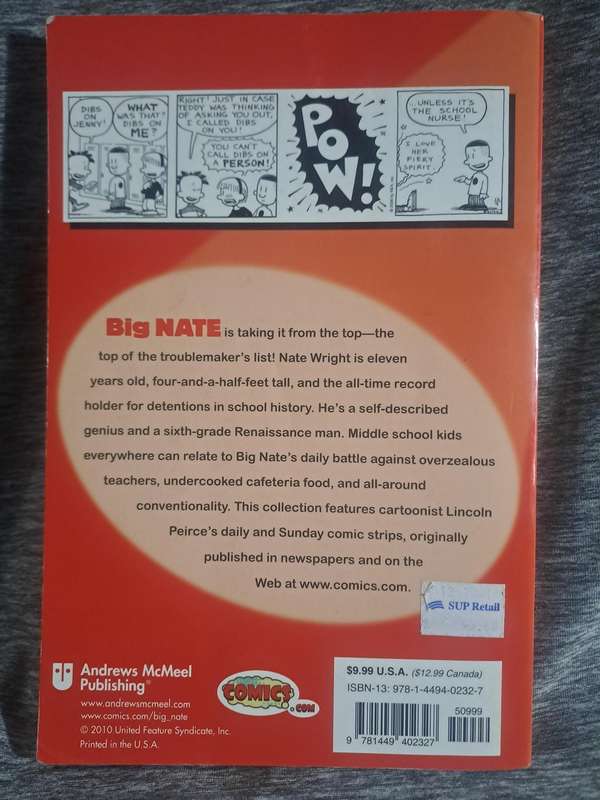 DIBS
ON
JENNY!
WHAT
WAS THAT?
DIBS ON
ME?
RIGHT! JUST IN CASE
TEDDY WAS THINKING
OF ASKING YOU OUT,
I CALLED DIBS
ON YOU!
YOU CAN'T
CALL DIBS ON
A PERSON!
POW!
...UNLESS IT'S
THE SCHOOL
NURSE!
I LOVE
HER
FIERY
SPIRIT.
Big NATE is taking it from the top—the
top of the troublemaker's list! Nate Wright is eleven
years old, four-and-a-half-feet tall, and the all-time record
holder for detentions in school history. He's a self-described
genius and a sixth-grade Renaissance man. Middle school kids
everywhere can relate to Big Nate's daily battle against overzealous
teachers, undercooked cafeteria food, and all-around
conventionality. This collection features cartoonist Lincoln
Peirce's daily and Sunday comic strips, originally
published in newspapers and on the
Web at www.comics.com.
SUP Retail
Andrews McMeel
Publishing®
www.andrewsmcmeel.com
www.comics.com/big_nate
© 2010 United Feature Syndicate, Inc.
Printed in the U.S.A.
COMICS
.COM
$9.99 U.S.A. ($12.99 Canada)
ISBN-13: 978-1-4494-0232-7
50999
9 781449 402327